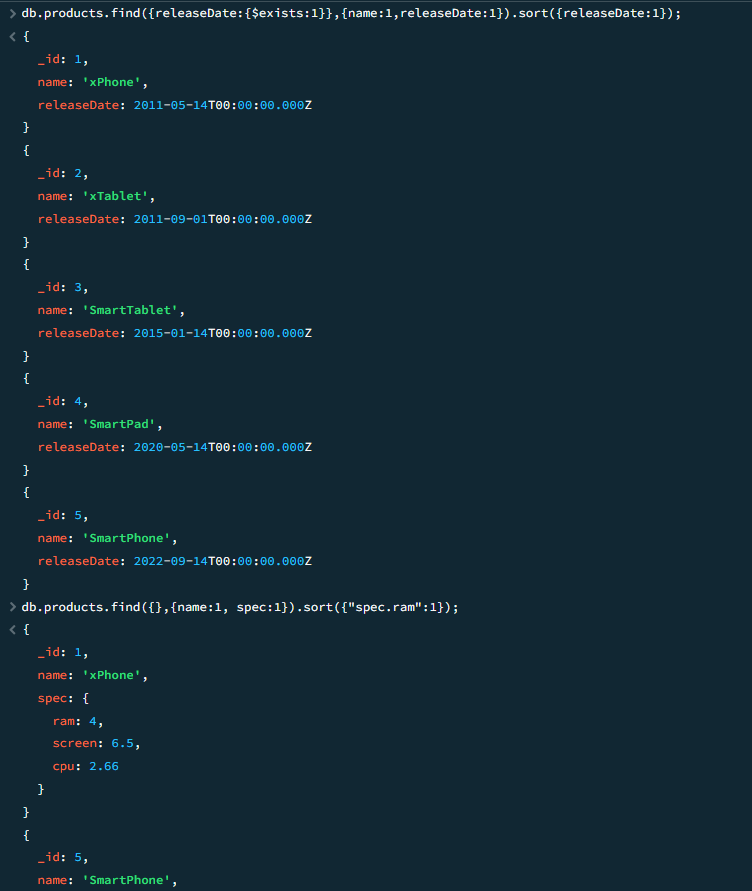 > db.products.find({releaseDate:{$exists:1}},{name:1,releaseDate:1}).sort({releaseDate:1});
< {
_id: 1,
name: 'xPhone',
releaseDate: 2011-05-14T00:00:00.000Z
}
{
_id: 2,
name: 'xTablet',
releaseDate: 2011-09-01T00:00:00.000Z
}
{
_id: 3,
name: 'SmartTablet',
releaseDate: 2015-01-14T00:00:00.000Z
}
{
_id: 4,
name: 'SmartPad',
releaseDate: 2020-05-14T00:00:00.000Z
}
{
_id: 5,
name: 'SmartPhone',
releaseDate: 2022-09-14T00:00:00.000Z
}
> db.products.find({},{name:1, spec:1}).sort({"spec.ram":1});
< {
_id: 1,
name: 'xPhone',
spec: {
ram: 4,
screen: 6.5,
cpu: 2.66
}
}
{
_id: 5,
name: 'SmartPhone',